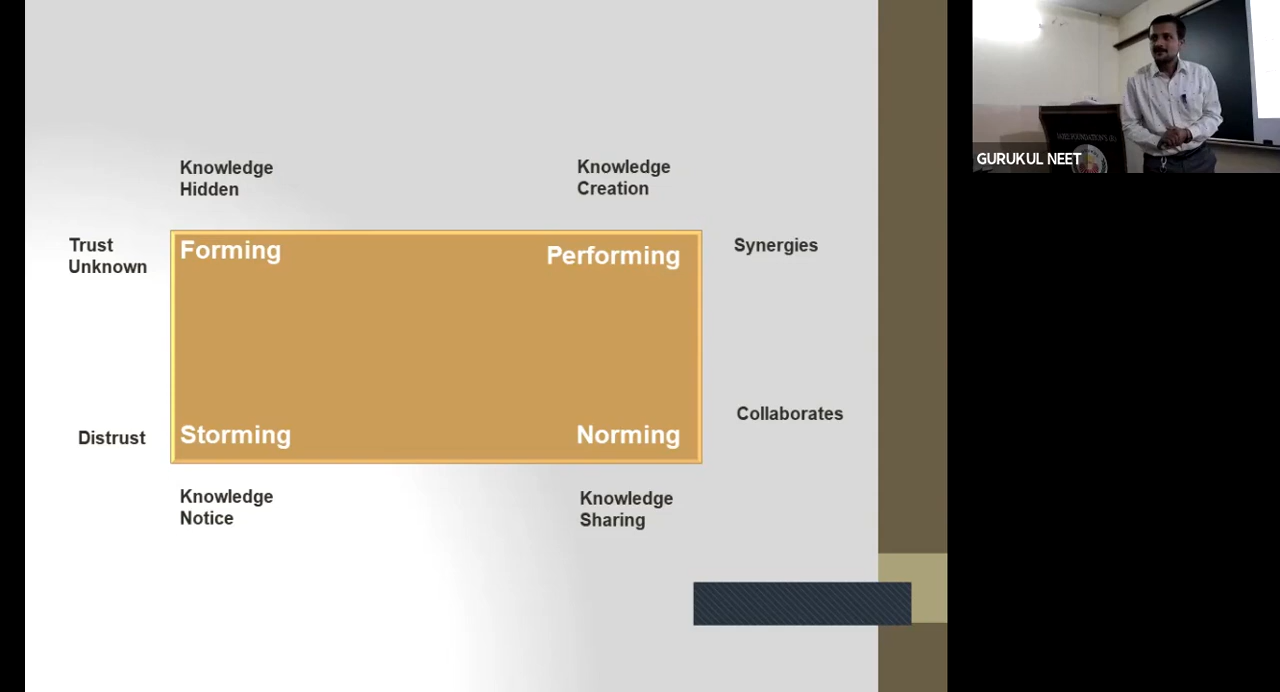 Knowledge
Hidden
Knowledge
Creation
Trust
Unknown
Forming
Performing
Synergies
Distrust
Storming
Norming
Collaborates
Knowledge
Notice
Knowledge
Sharing
GURUKUL NEET